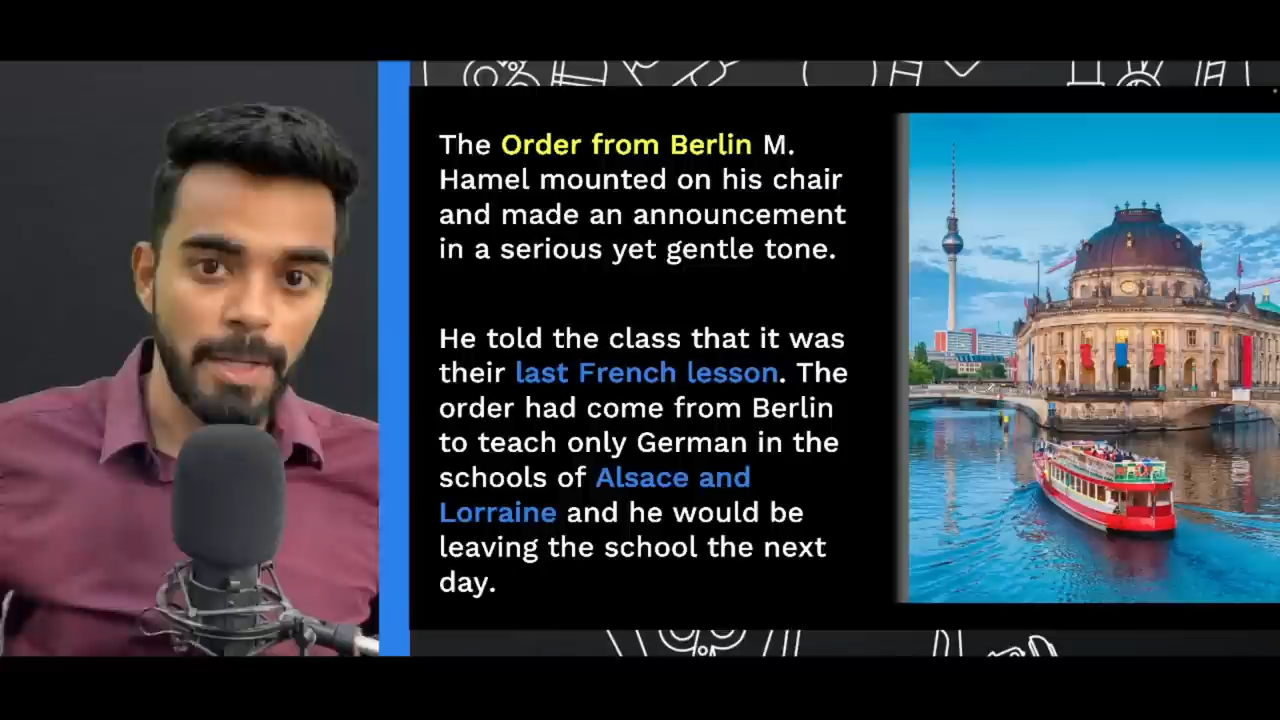 The Order from Berlin M.
Hamel mounted on his chair
and made an announcement
in a serious yet gentle tone.
He told the class that it was
their last French lesson. The
order had come from Berlin
to teach only German in the
schools of Alsace and
Lorraine and he would be
leaving the school the next
day.